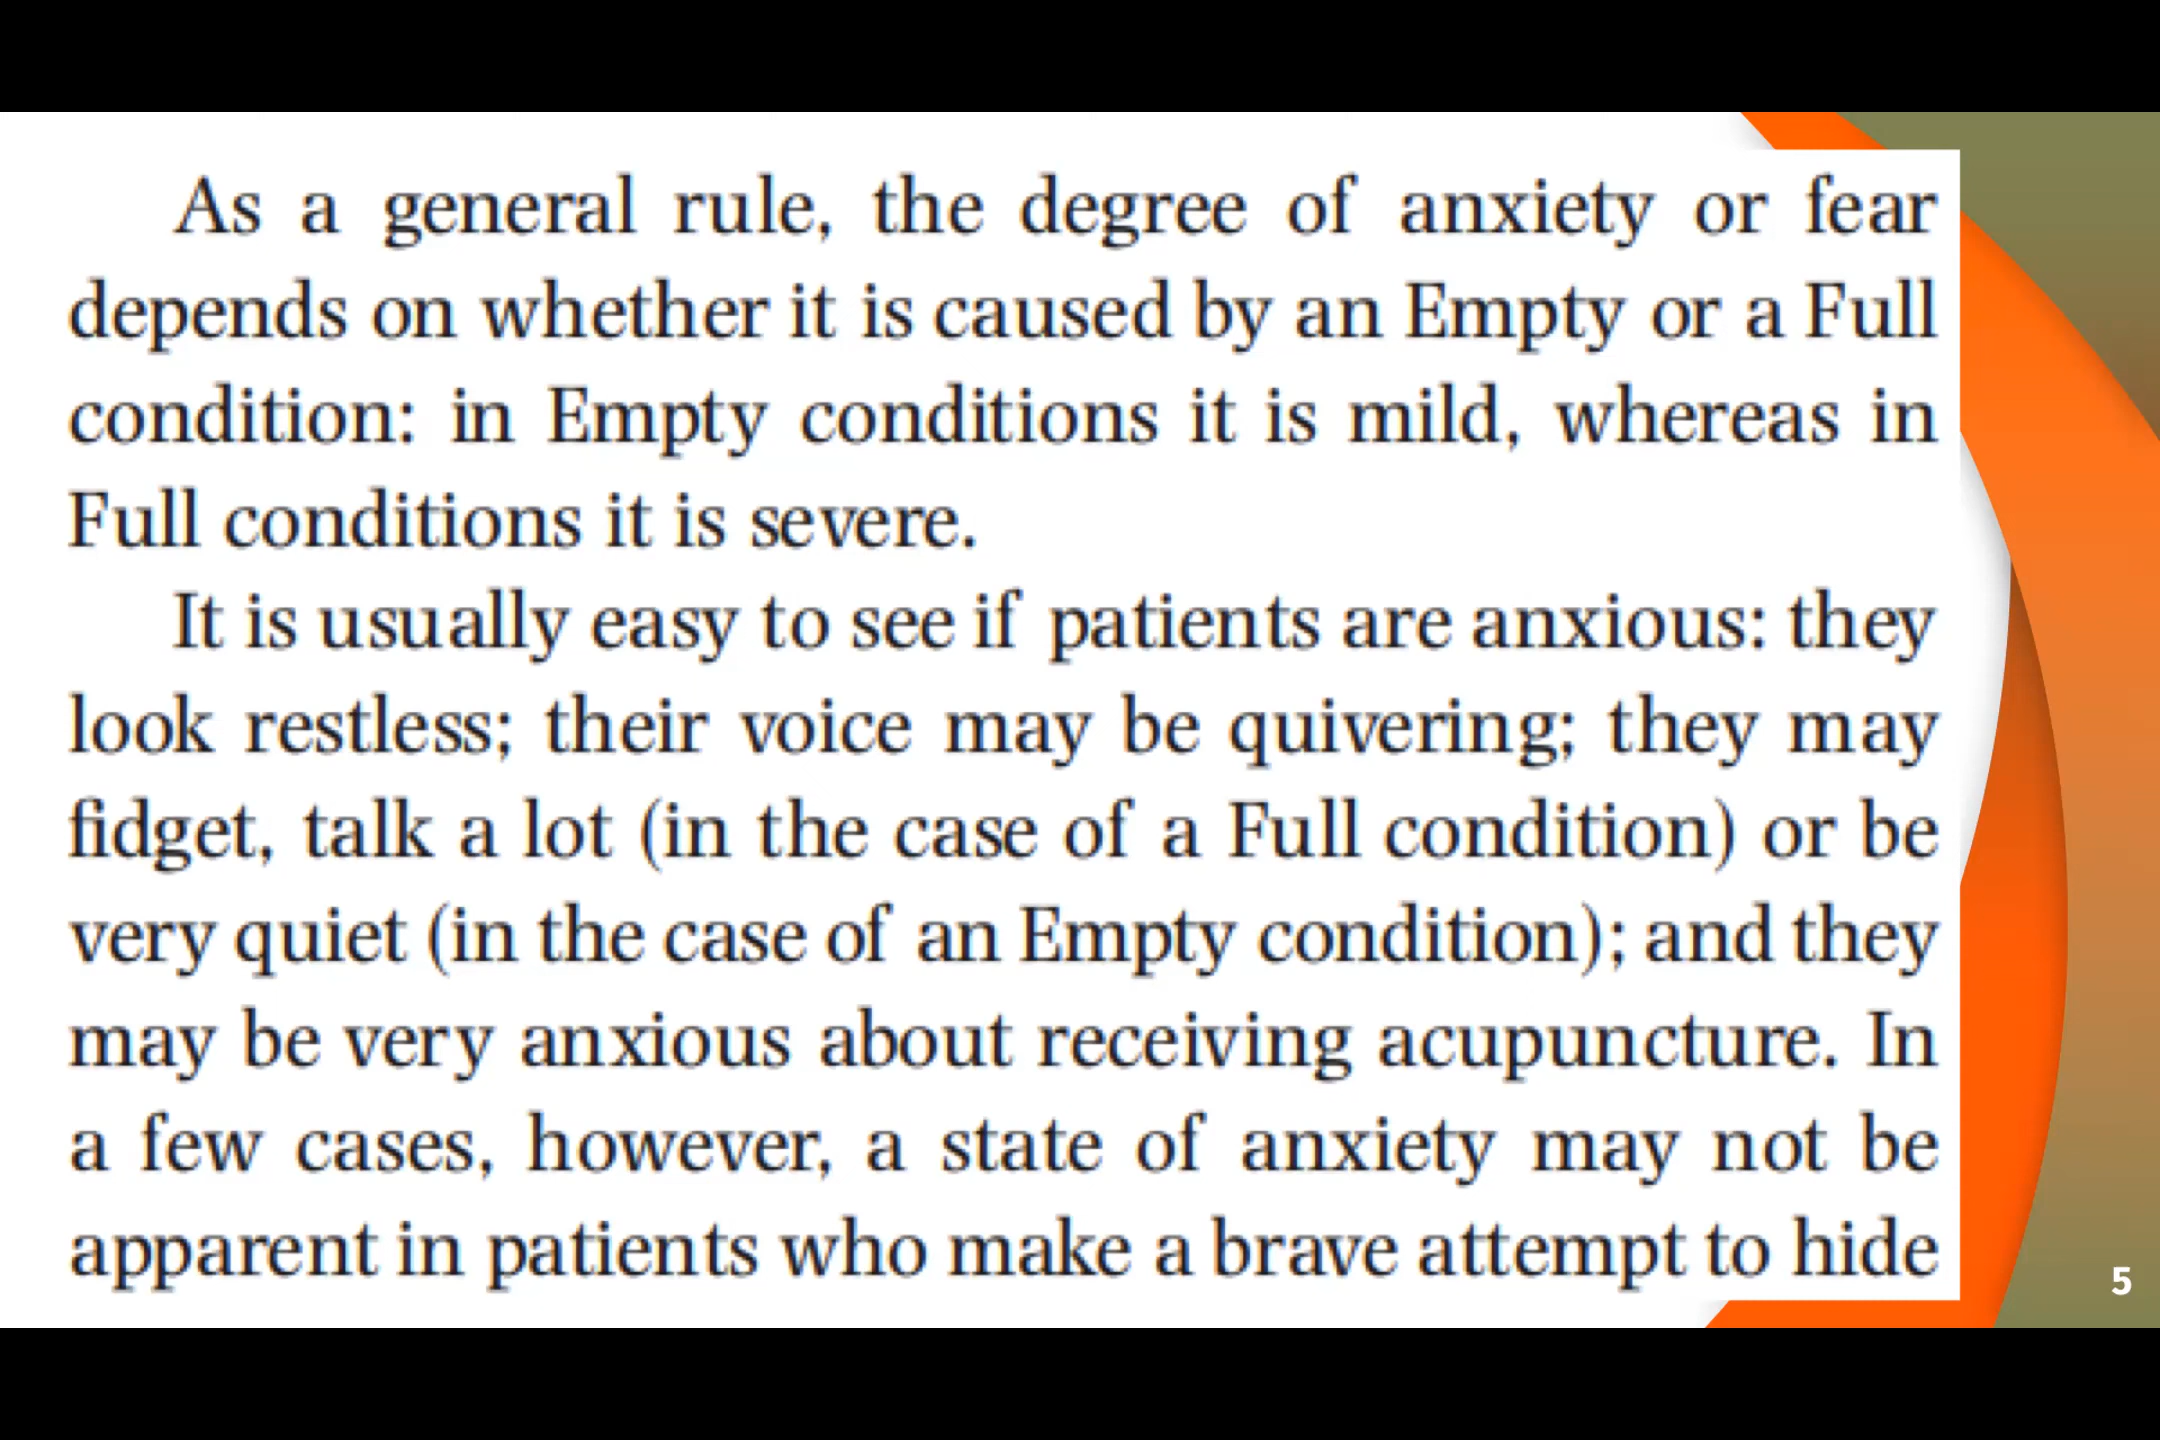 As a general rule, the degree of anxiety or fear
depends on whether it is caused by an Empty or a Full
condition: in Empty conditions it is mild, whereas in
Full conditions it is severe.
It is usually easy to see if patients are anxious: they
look restless; their voice may be quivering; they may
fidget, talk a lot (in the case of a Full condition) or be
very quiet (in the case of an Empty condition); and they
may be very anxious about receiving acupuncture. In
a few cases, however, a state of anxiety may not be
apparent in patients who make a brave attempt to hide
5